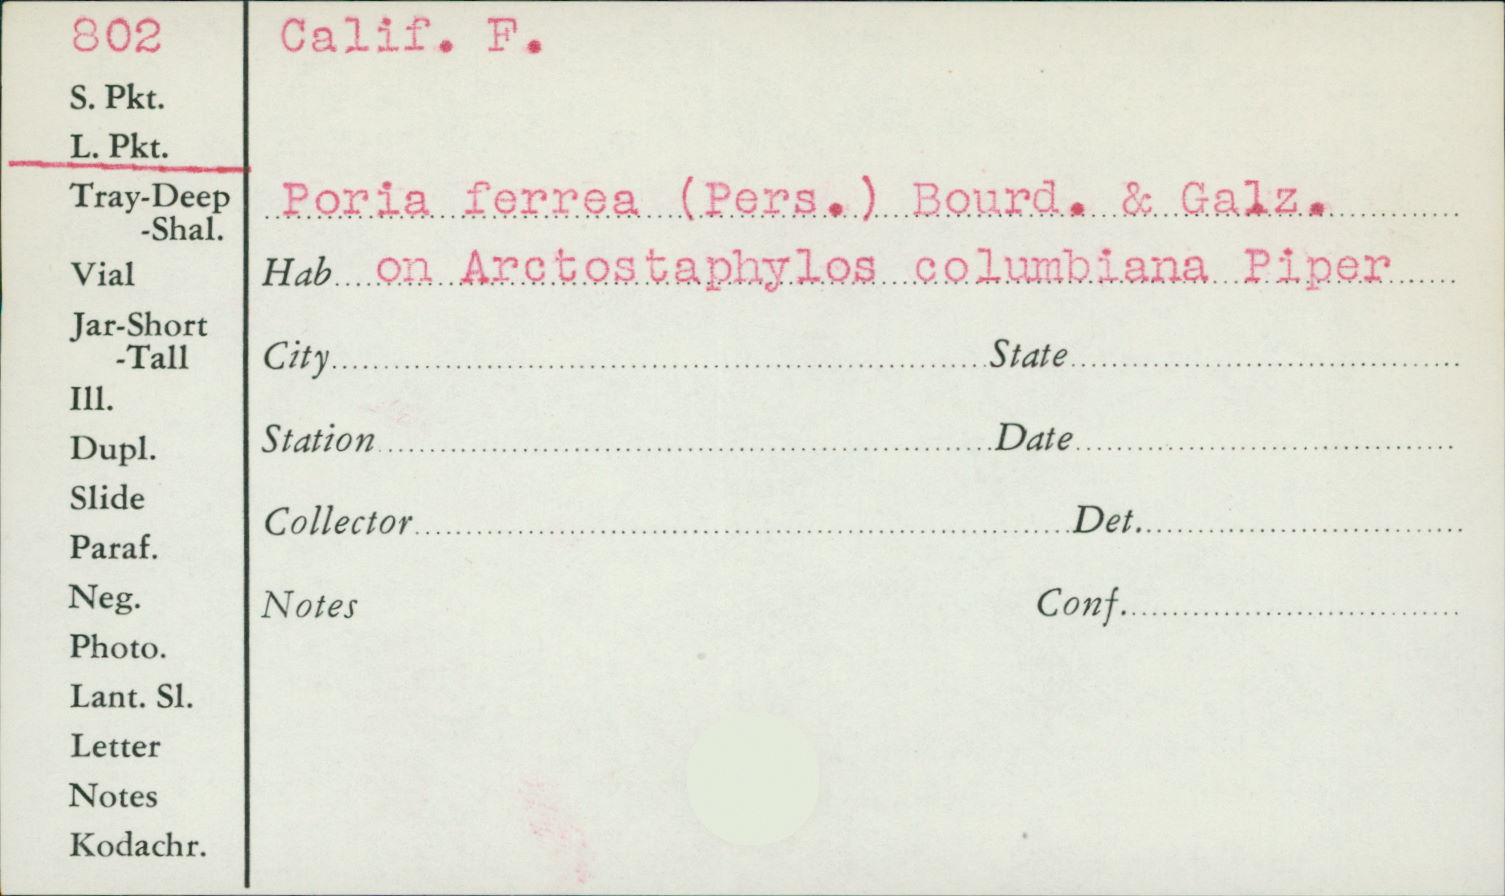 802
Calif. F.
S. Pkt.
L. Pkt.
Tray-Deep
-Shal.
Vial
Jar-Short
-Tall
Ill.
Dupl.
Slide
Paraf.
Neg.
Photo.
Lant. Sl.
Letter
Notes
Kodachr.
Poria ferrea (Pers.) Bourd. & Galz.
Hab on Arctostaphylos columbiana Piper
City State
Station Date
Collector Det.
Notes Conf.